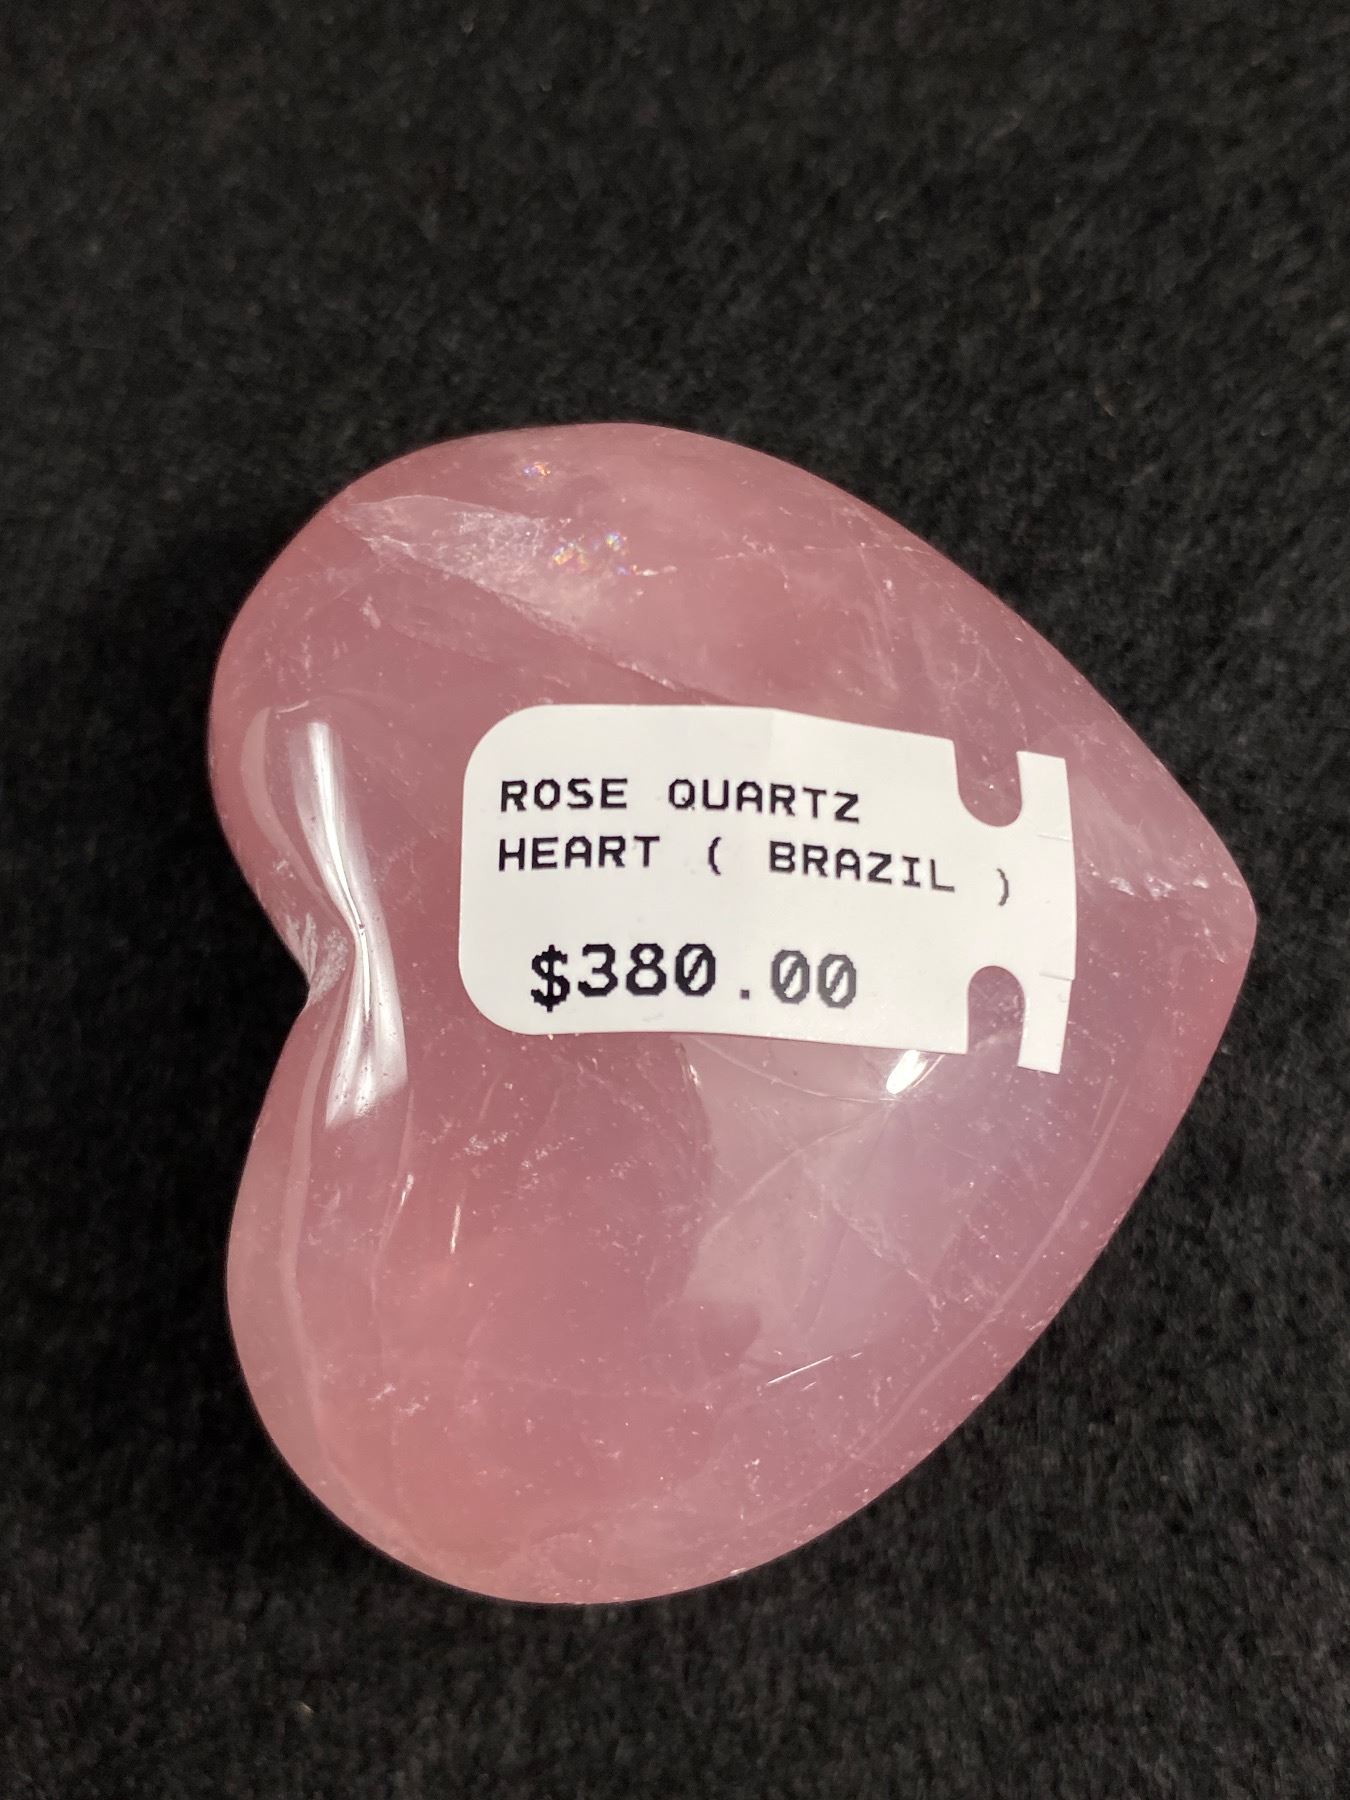 ROSE QUARTZ
HEART ( BRAZIL )
$380.00